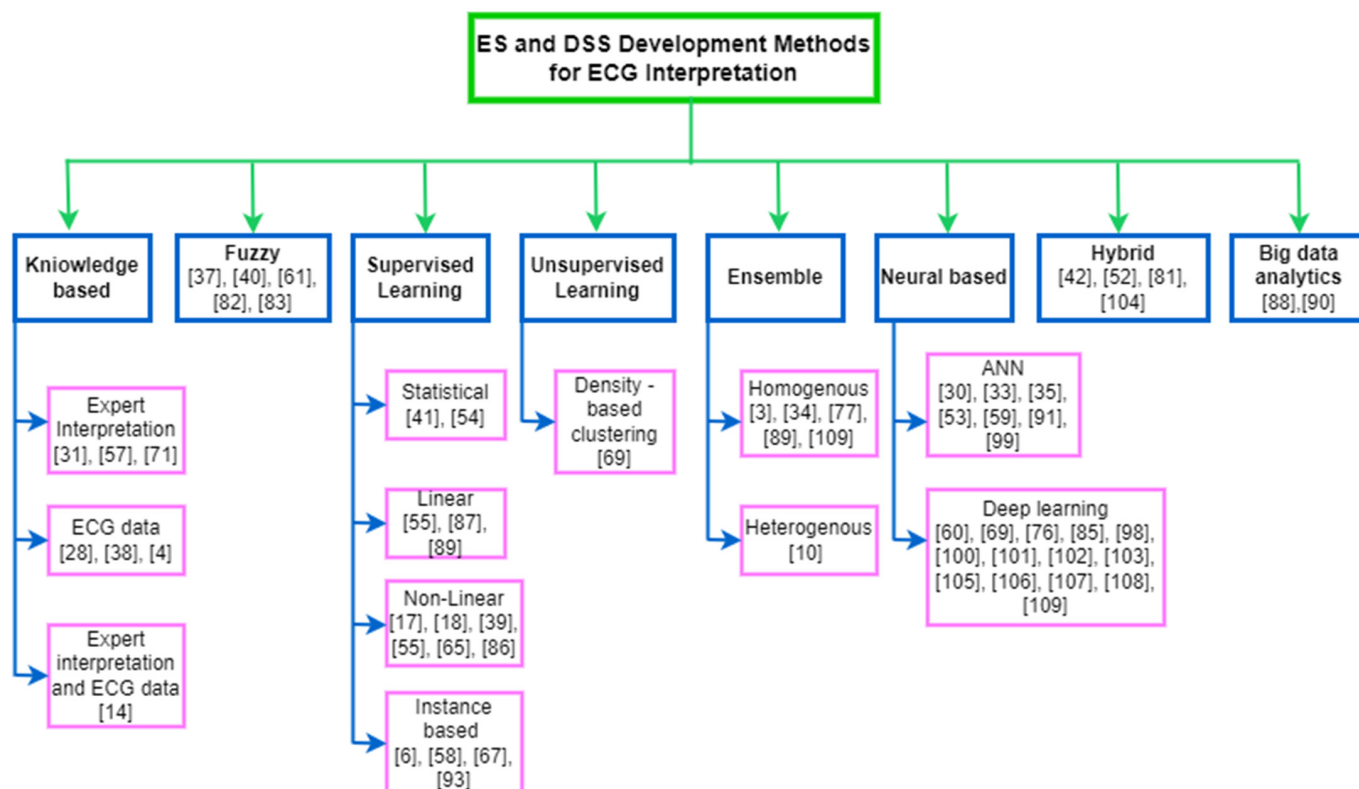 ES and DSS Development Methods
for ECG Interpretation
Kniowledge
based
Fuzzy
[37], [40], [61],
[82], [83]
Supervised
Learning
Unsupervised
Learning
Ensemble
Neural based
Hybrid
[42], [52], [81],
[104]
Big data
analytics
[88],[90]
Expert
Interpretation
[31], [57], [71]
ECG data
[28], [38], [4]
Expert
interpretation
and ECG data
[14]
Statistical
[41], [54]
Linear
[55], [87],
[89]
Non-Linear
[17], [18], [39],
[55], [65], [86]
Instance
based
[6], [58], [67],
[93]
Density -
based
clustering
[69]
Homogenous
[3], [34], [77],
[89], [109]
Heterogenous
[10]
ANN
[30], [33], [35],
[53], [59], [91],
[99]
Deep learning
[60], [69], [76], [85], [98],
[100], [101], [102], [103],
[105], [106], [107], [108],
[109]